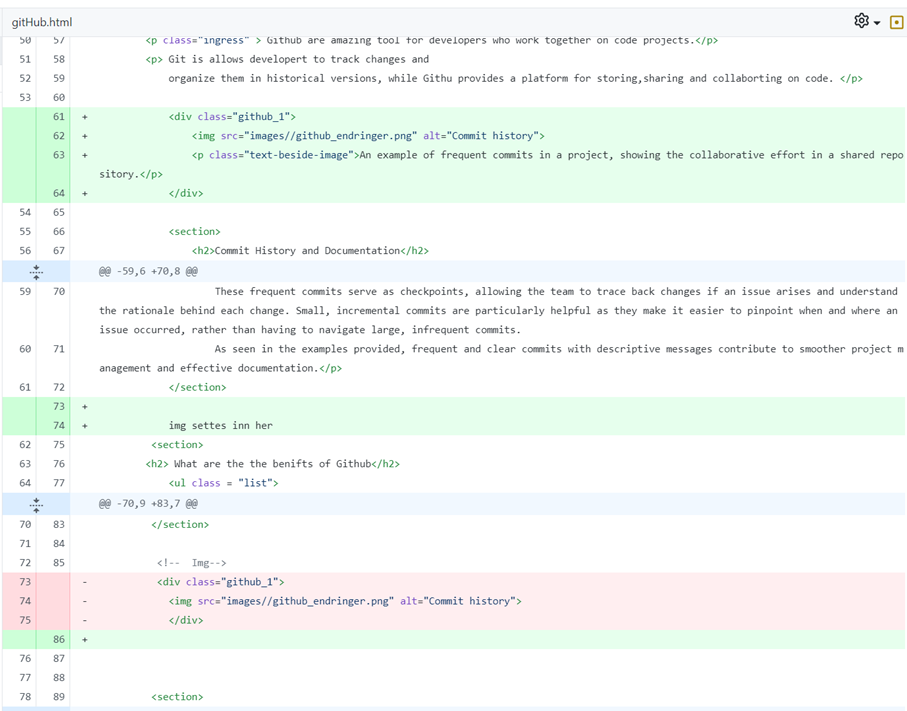 gitHub.html
50 57 <p class="ingress" > Github are amazing tool for developers who work together on code projects.</p>
51 58 <p> Git is allows developert to track changes and
52 59 organize them in historical versions, while Githu provides a platform for storing,sharing and collaborting on code. </p>
53 60
61 + <div class="github_1">
62 + <img src="images//github_endringer.png" alt="Commit history">
63 + <p class="text-beside-image">An example of frequent commits in a project, showing the collaborative effort in a shared repo
sitory.</p>
64 + </div>
54 65
55 66 <section>
56 67 <h2>Commit History and Documentation</h2>
@@ -59,6 +70,8 @@
59 70 These frequent commits serve as checkpoints, allowing the team to trace back changes if an issue arises and understand
the rationale behind each change. Small, incremental commits are particularly helpful as they make it easier to pinpoint when and where an
issue occurred, rather than having to navigate large, infrequent commits.
60 71 As seen in the examples provided, frequent and clear commits with descriptive messages contribute to smoother project m
anagement and effective documentation.</p>
61 72 </section>
73 +
74 + img settes inn her
62 75 <section>
63 76 <h2> What are the the benifts of Github</h2>
64 77 <ul class = "list">
@@ -70,9 +83,7 @@
70 83 </section>
71 84
72 85 <!-- Img-->
73 - <div class="github_1">
74 - <img src="images//github_endringer.png" alt="Commit history">
75 - </div>
86 +
76 87
77 88
78 89 <section>